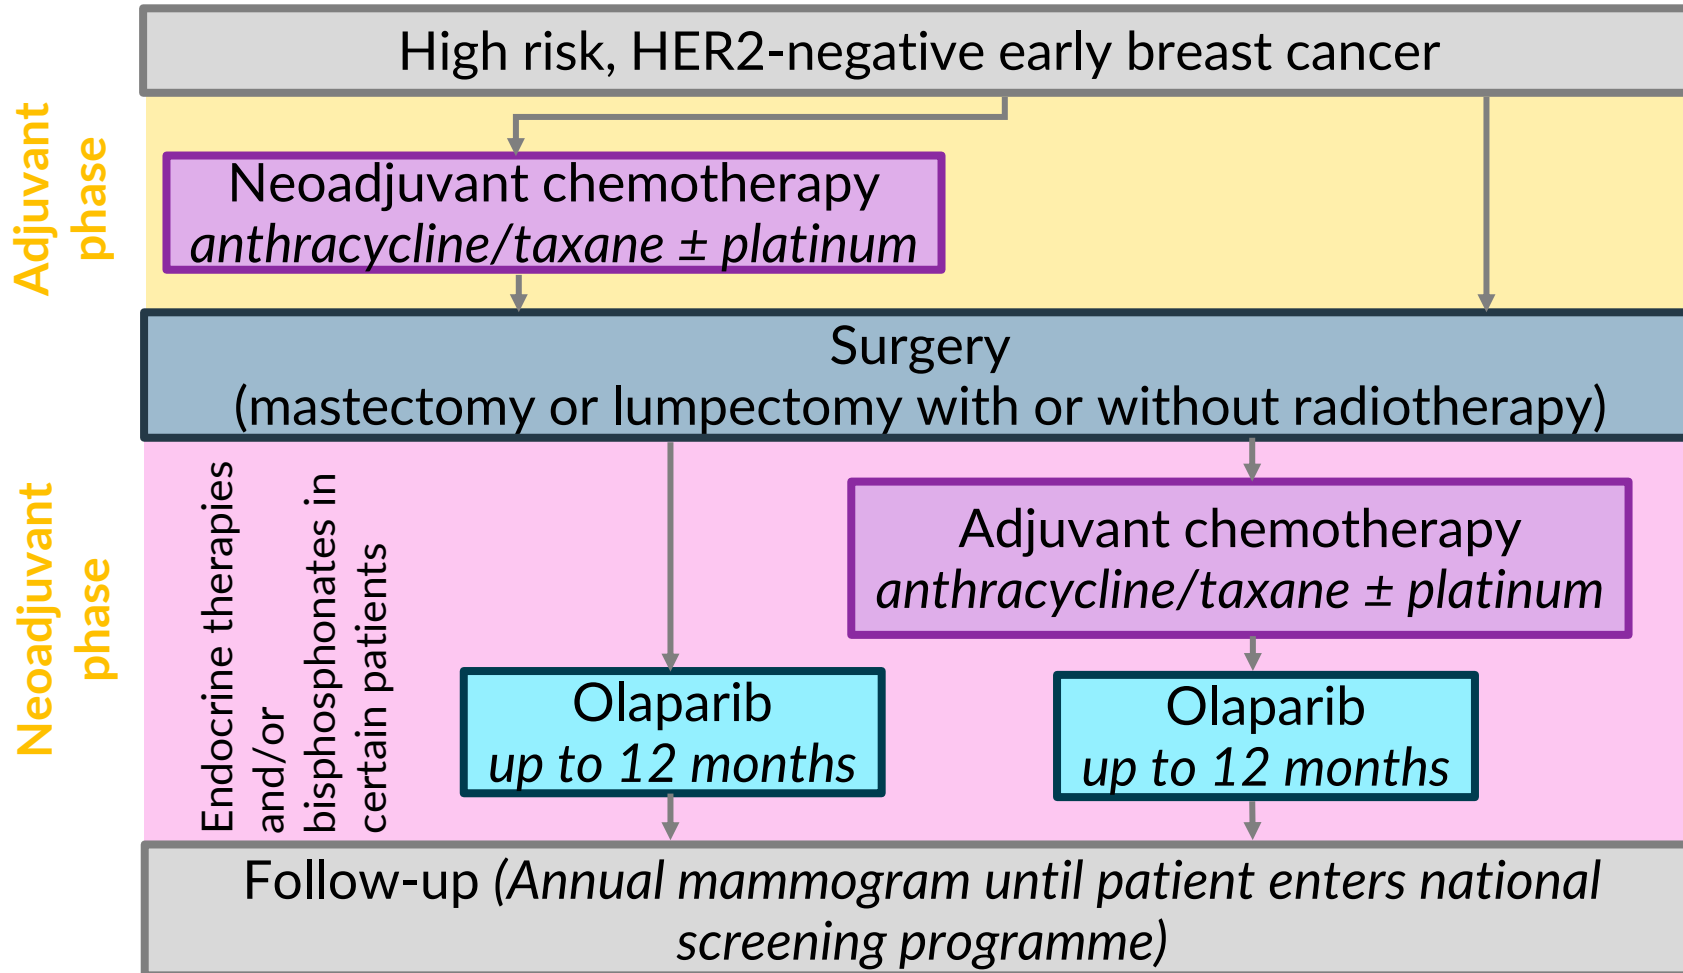 High risk, HER2-negative early breast cancer
Adjuvant
phase
Neoadjuvant chemotherapy
anthracycline/taxane ± platinum
Surgery
(mastectomy or lumpectomy with or without radiotherapy)
Neoadjuvant
phase
Endocrine therapies
and/or
bisphosphonates in
certain patients
Adjuvant chemotherapy
anthracycline/taxane ± platinum
Olaparib
up to 12 months
Olaparib
up to 12 months
Follow-up (Annual mammogram until patient enters national
screening programme)